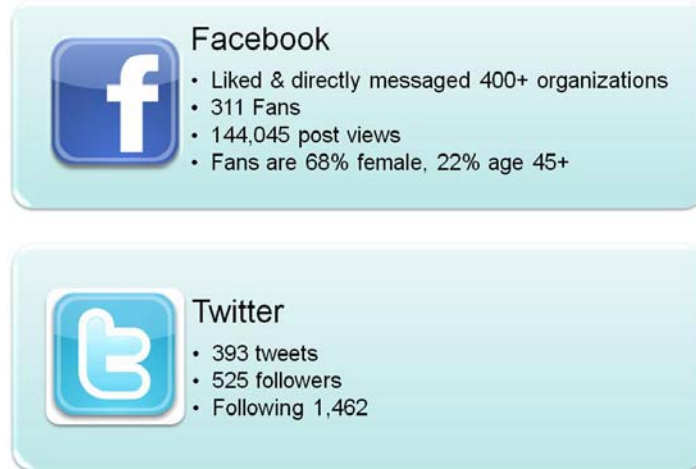 Facebook
• Liked & directly messaged 400+ organizations
• 311 Fans
• 144,045 post views
• Fans are 68% female, 22% age 45+
Twitter
• 393 tweets
• 525 followers
• Following 1,462